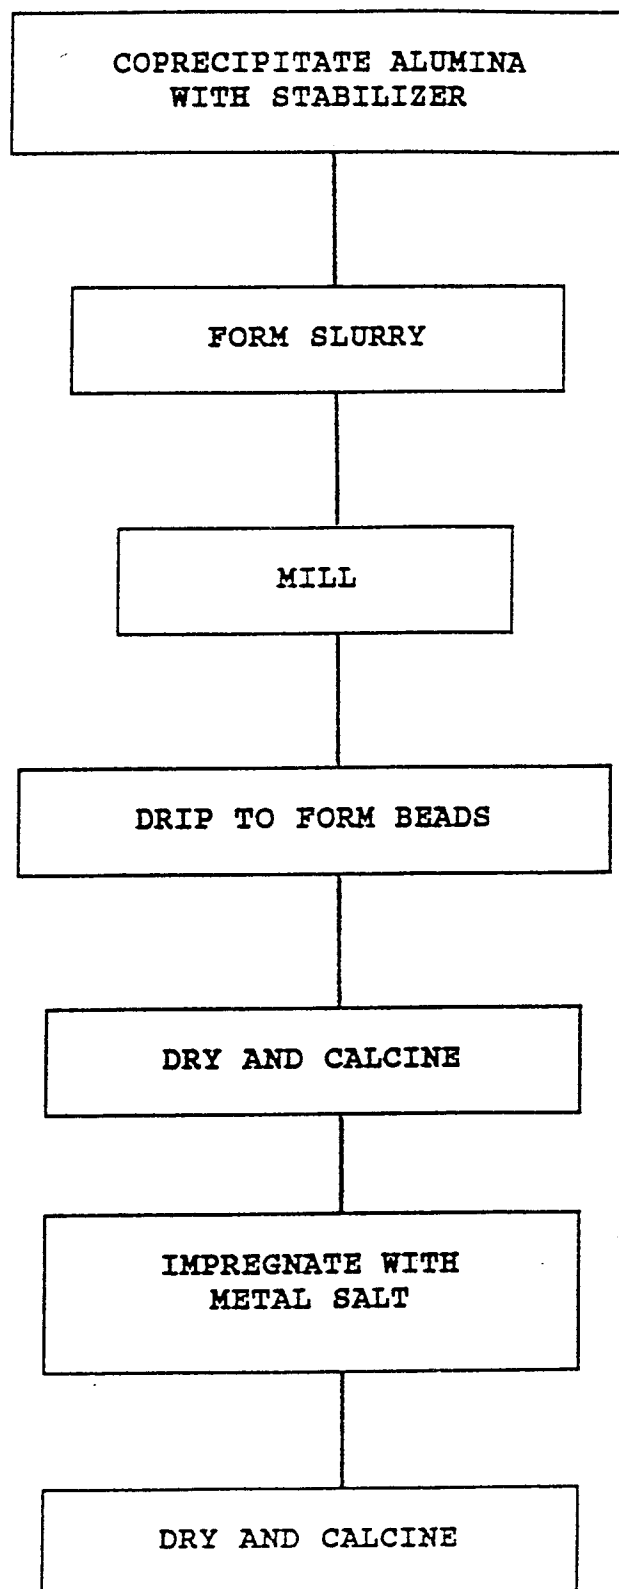 COPRECIPITATE ALUMINA
WITH STABILIZER
FORM SLURRY
MILL
DRIP TO FORM BEADS
DRY AND CALCINE
IMPREGNATE WITH
METAL SALT
DRY AND CALCINE